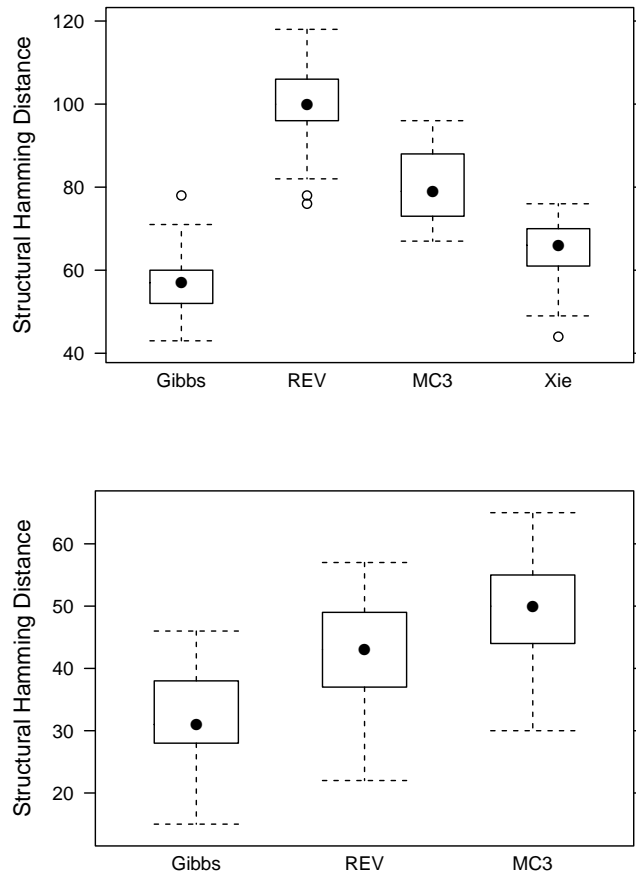 Structural Hamming Distance
120
100
80
60
40
Gibbs REV MC3 Xie
Structural Hamming Distance
60
50
40
30
20
Gibbs REV MC3